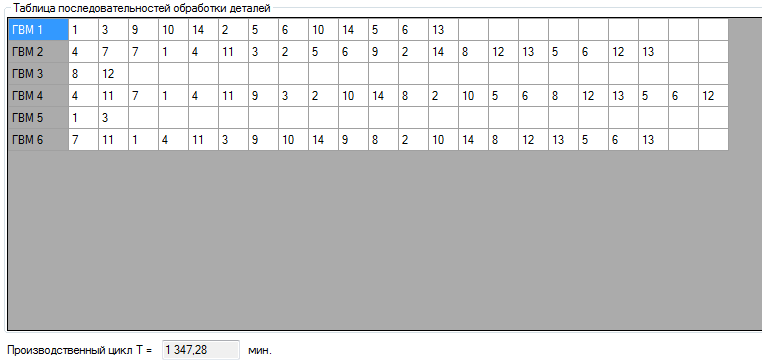 Таблица последовательностей обработки деталей
ГВМ 1 1 3 9 10 14 2 5 6 10 14 5 6 13
ГВМ 2 4 7 7 1 4 11 3 2 5 6 9 2 14 8 12 13 5 6 12 13
ГВМ 3 8 12
ГВМ 4 4 11 7 1 4 11 9 3 2 10 14 8 2 10 5 6 8 12 13 5 6 12
ГВМ 5 1 3
ГВМ 6 7 11 1 4 11 3 9 10 14 9 8 2 10 14 8 12 13 5 6 13
Производственный цикл T = 1 347,28 мин.